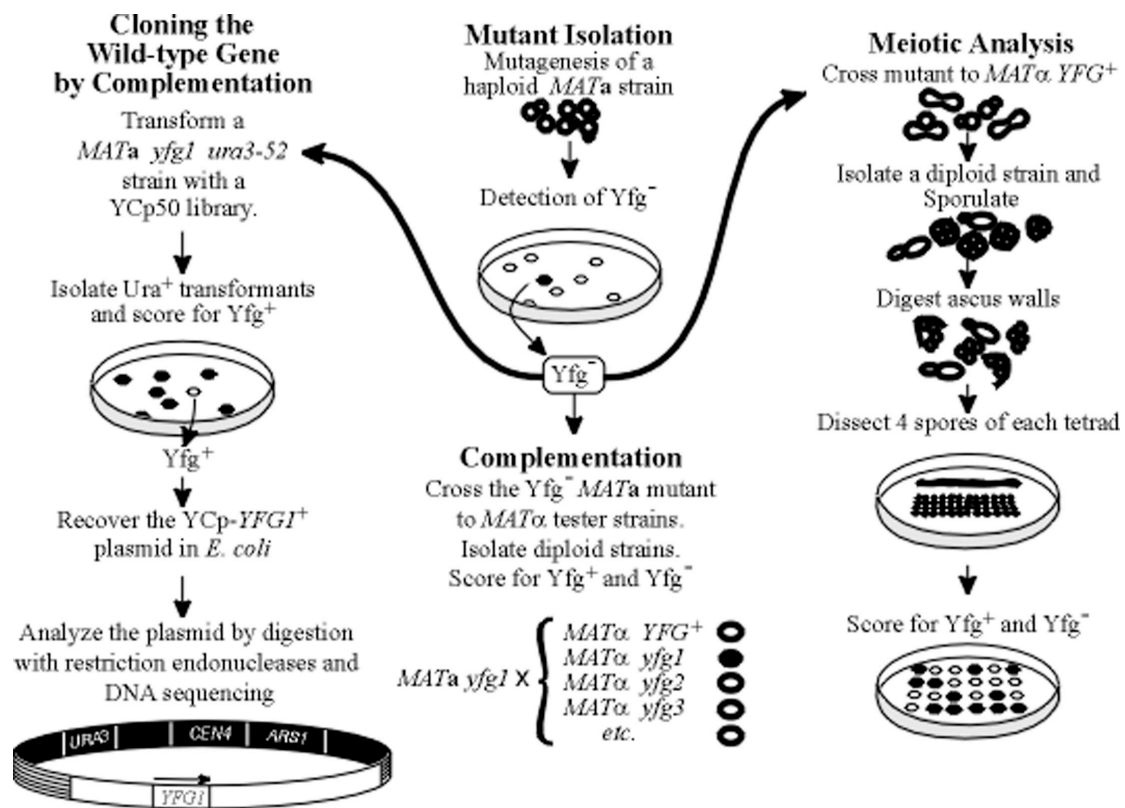 Cloning the
Wild-type Gene
by Complementation
Transform a
MATa yfg1 ura3-52
strain with a
YCp50 library.
Isolate Ura⁺ transformants
and score for Yfg⁺
Yfg⁺
Recover the YCp-YFG1⁺
plasmid in E. coli
Analyze the plasmid by digestion
with restriction endonucleases and
DNA sequencing
URA3 CEN4 ARS1
YFG1
Mutant Isolation
Mutagenesis of a
haploid MATa strain
Detection of Yfg⁻
Yfg⁻
Complementation
Cross the Yfg⁻ MATa mutant
to MATα tester strains.
Isolate diploid strains.
Score for Yfg⁺ and Yfg⁻
MATa yfg1 X
MATα YFG⁺
MATα yfg1
MATα yfg2
MATα yfg3
etc.
Meiotic Analysis
Cross mutant to MATα YFG⁺
Isolate a diploid strain and
Sporulate
Digest ascus walls
Dissect 4 spores of each tetrad
Score for Yfg⁺ and Yfg⁻